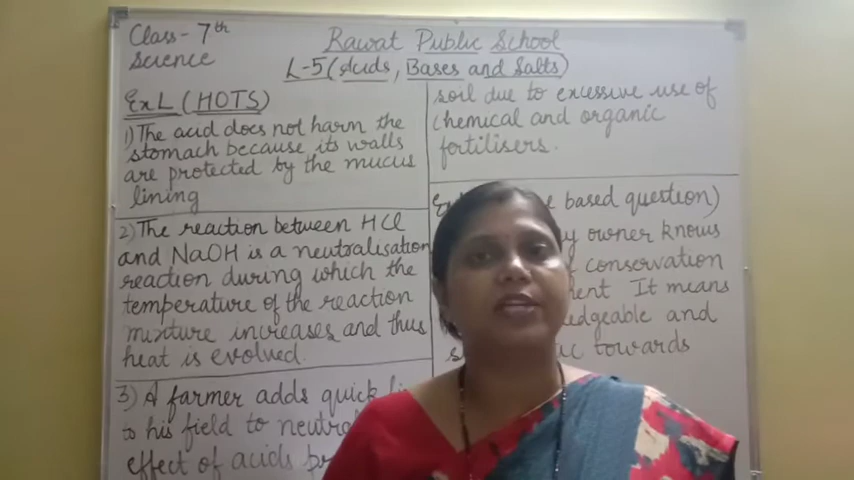 Class- 7th
Science
Rawat Public School
L-5 (Acids, Bases and Salts)
Ex L (HOTS)
1) The acid does not harm the
stomach because its walls
are protected by the mucus
lining
2) The reaction between HCl
and NaOH is a neutralisation
reaction during which the
temperature of the reaction
mixture increases and thus
heat is evolved.
3) A farmer adds quick
to his field to
effect of acids
soil due to excessive use of
chemical and organic
fertilisers.
based question)
owner knows
conservation
It means
and
towards